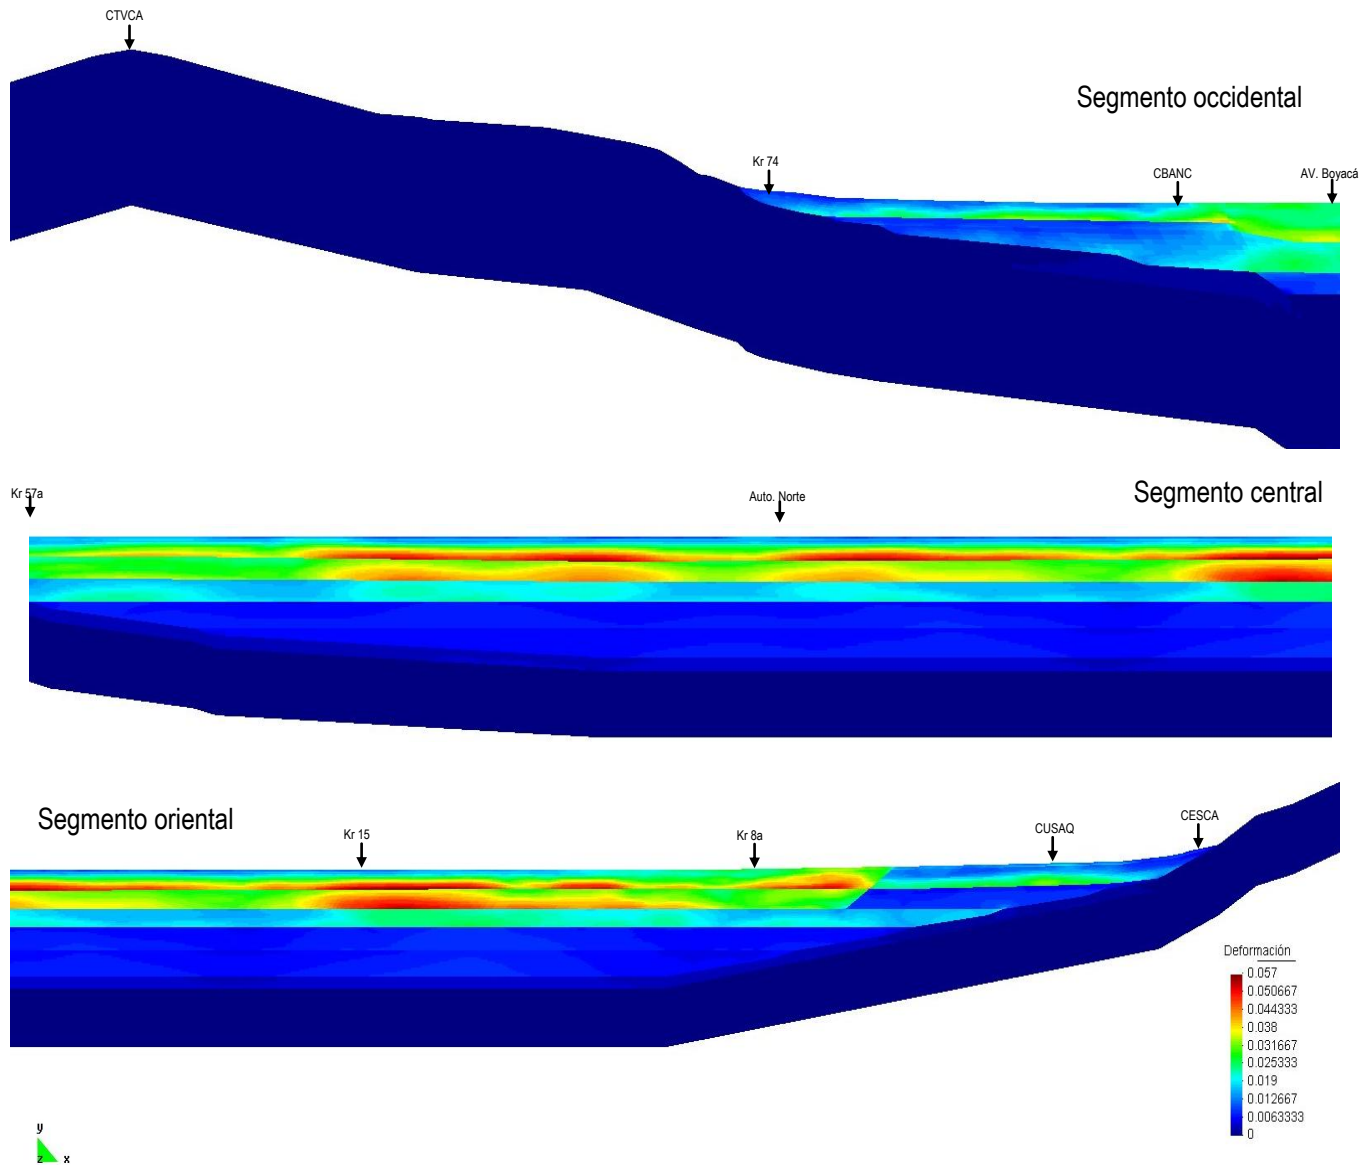 CTVCA
Segmento occidental
Kr 74
CBANC
AV. Boyacá
Kr 57a
Auto. Norte
Segmento central
Segmento oriental
Kr 15
Kr 8a
CUSAQ
CESCA
Deformación
0.057
0.050667
0.044333
0.038
0.031667
0.025333
0.019
0.012667
0.0063333
0
y
z x